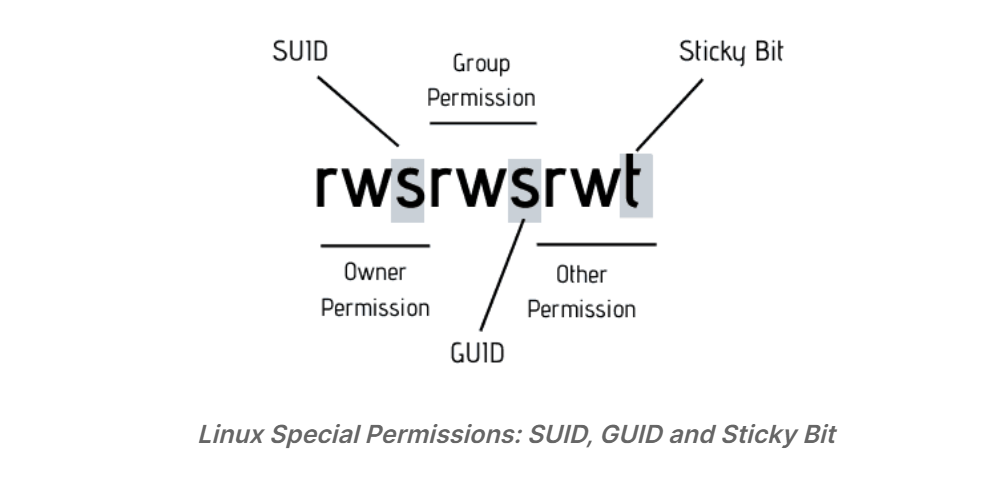 SUID
Group
Permission
Sticky Bit
rwsrwsrwt
Owner
Permission
Other
Permission
GUID
Linux Special Permissions: SUID, GUID and Sticky Bit